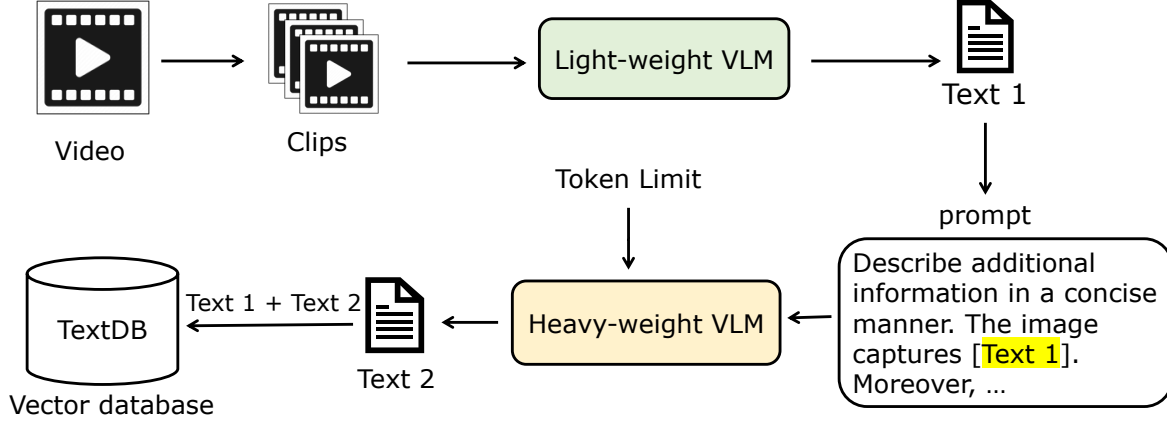 Video
Clips
Light-weight VLM
Text 1
prompt
Describe additional
information in a concise
manner. The image
captures [Text 1].
Moreover, ...
Token Limit
Heavy-weight VLM
Text 2
Text 1 + Text 2
TextDB
Vector database